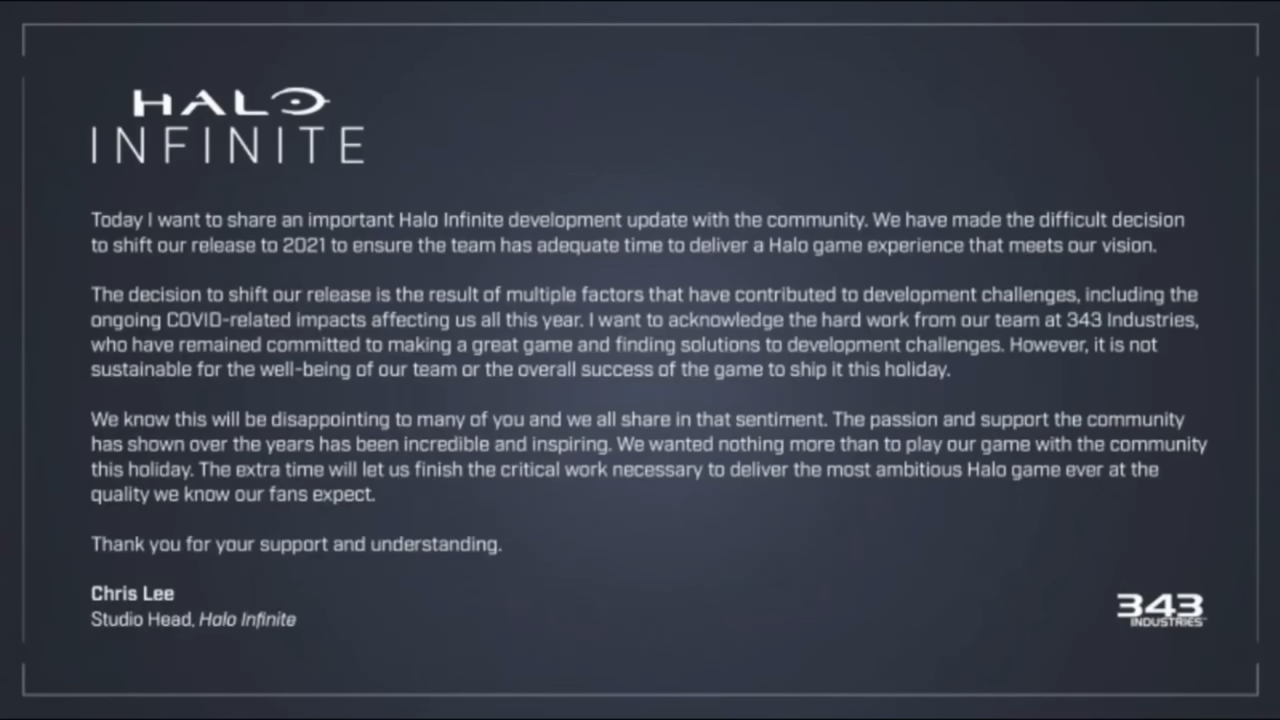 HALO
INFINITE
Today I want to share an important Halo Infinite development update with the community. We have made the difficult decision
to shift our release to 2021 to ensure the team has adequate time to deliver a Halo game experience that meets our vision.
The decision to shift our release is the result of multiple factors that have contributed to development challenges, including the
ongoing COVID-related impacts affecting us all this year. I want to acknowledge the hard work from our team at 343 Industries,
who have remained committed to making a great game and finding solutions to development challenges. However, it is not
sustainable for the well-being of our team or the overall success of the game to ship it this holiday.
We know this will be disappointing to many of you and we all share in that sentiment. The passion and support the community
has shown over the years has been incredible and inspiring. We wanted nothing more than to play our game with the community
this holiday. The extra time will let us finish the critical work necessary to deliver the most ambitious Halo game ever at the
quality we know our fans expect.
Thank you for your support and understanding.
Chris Lee
Studio Head, Halo Infinite
343
INDUSTRIES